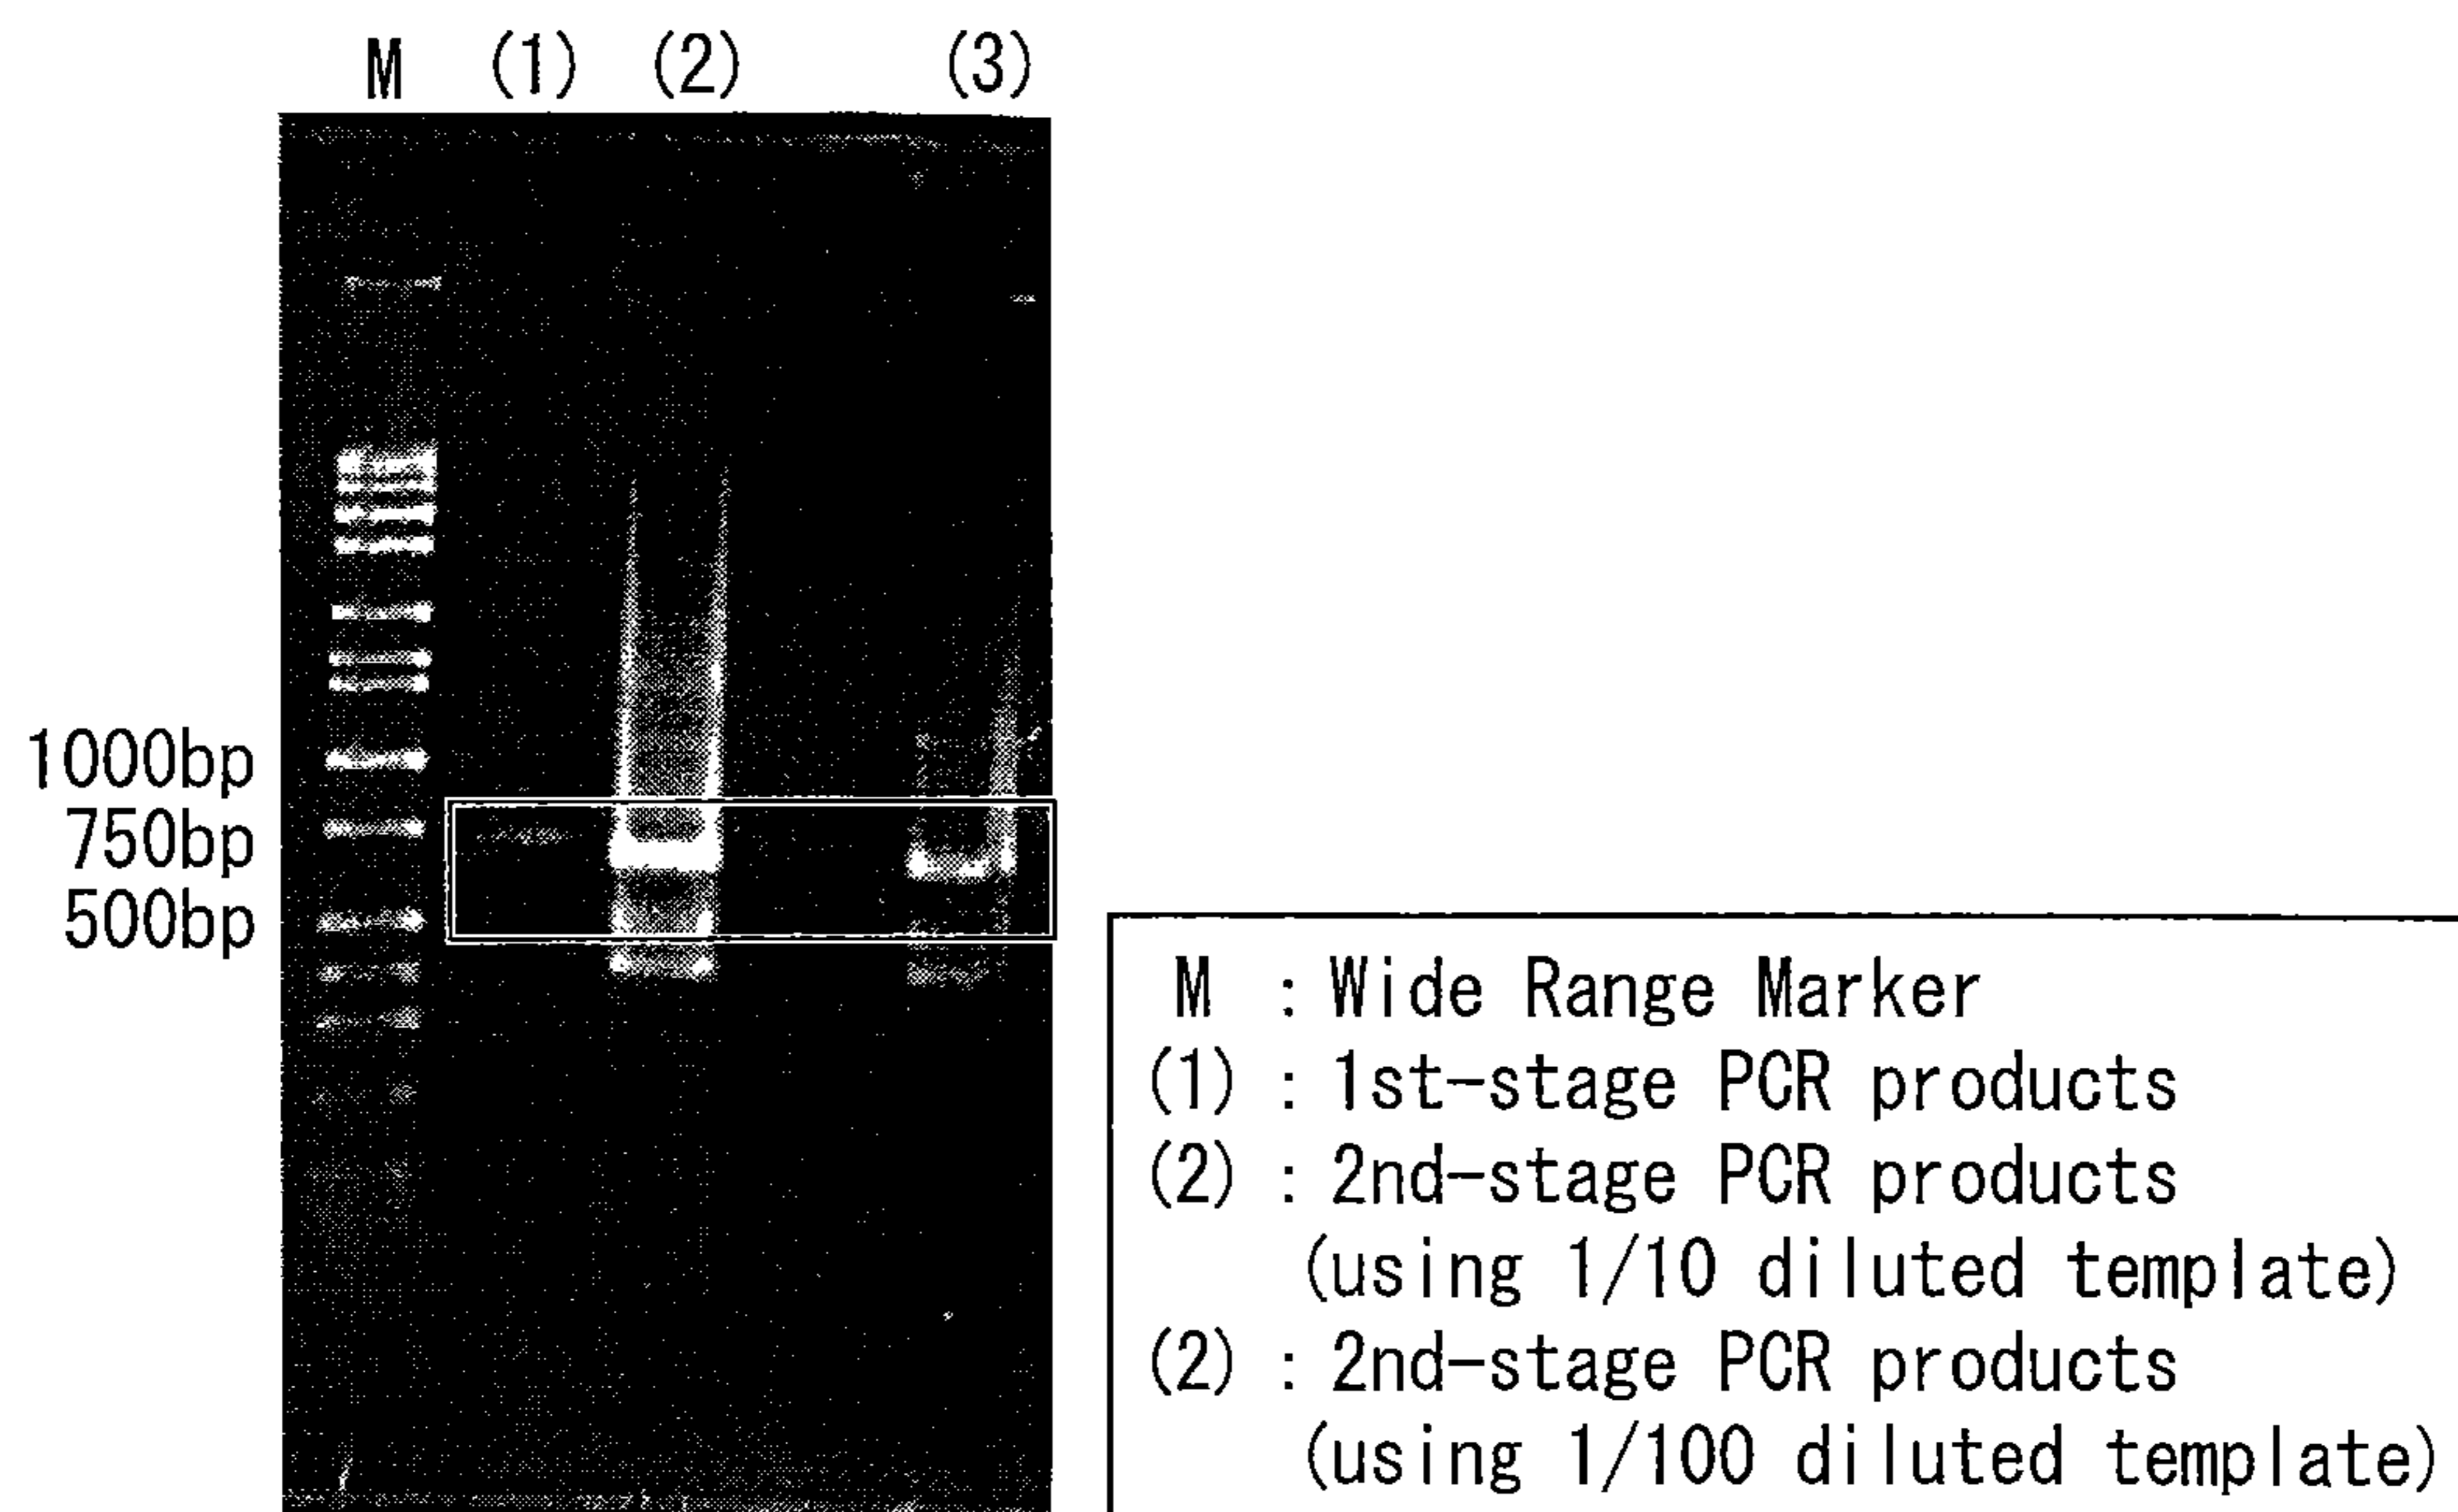 M (1) (2) (3)
1000bp
750bp
500bp
M : Wide Range Marker
(1) : 1st-stage PCR products
(2) : 2nd-stage PCR products
(using 1/10 diluted template)
(2) : 2nd-stage PCR products
(using 1/100 diluted template)